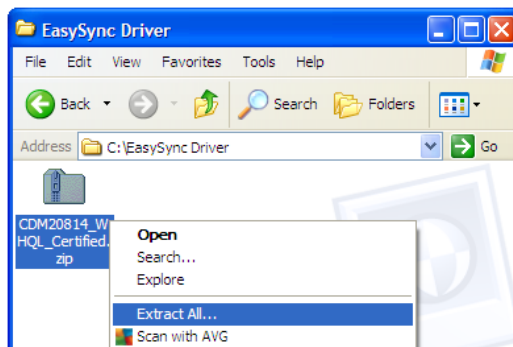 EasySync Driver
File Edit View Favorites Tools Help
Back Search Folders
Address C:\EasySync Driver Go
CDM20814_W
HQL_Certified.
zip
Open
Search...
Explore
Extract All...
Scan with AVG